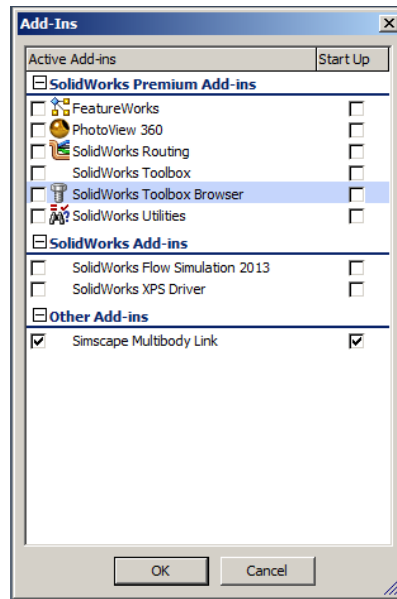 Add-Ins
Active Add-ins Start Up
SolidWorks Premium Add-ins
FeatureWorks
PhotoView 360
SolidWorks Routing
SolidWorks Toolbox
SolidWorks Toolbox Browser
SolidWorks Utilities
SolidWorks Add-ins
SolidWorks Flow Simulation 2013
SolidWorks XPS Driver
Other Add-ins
Simscape Multibody Link
OK Cancel